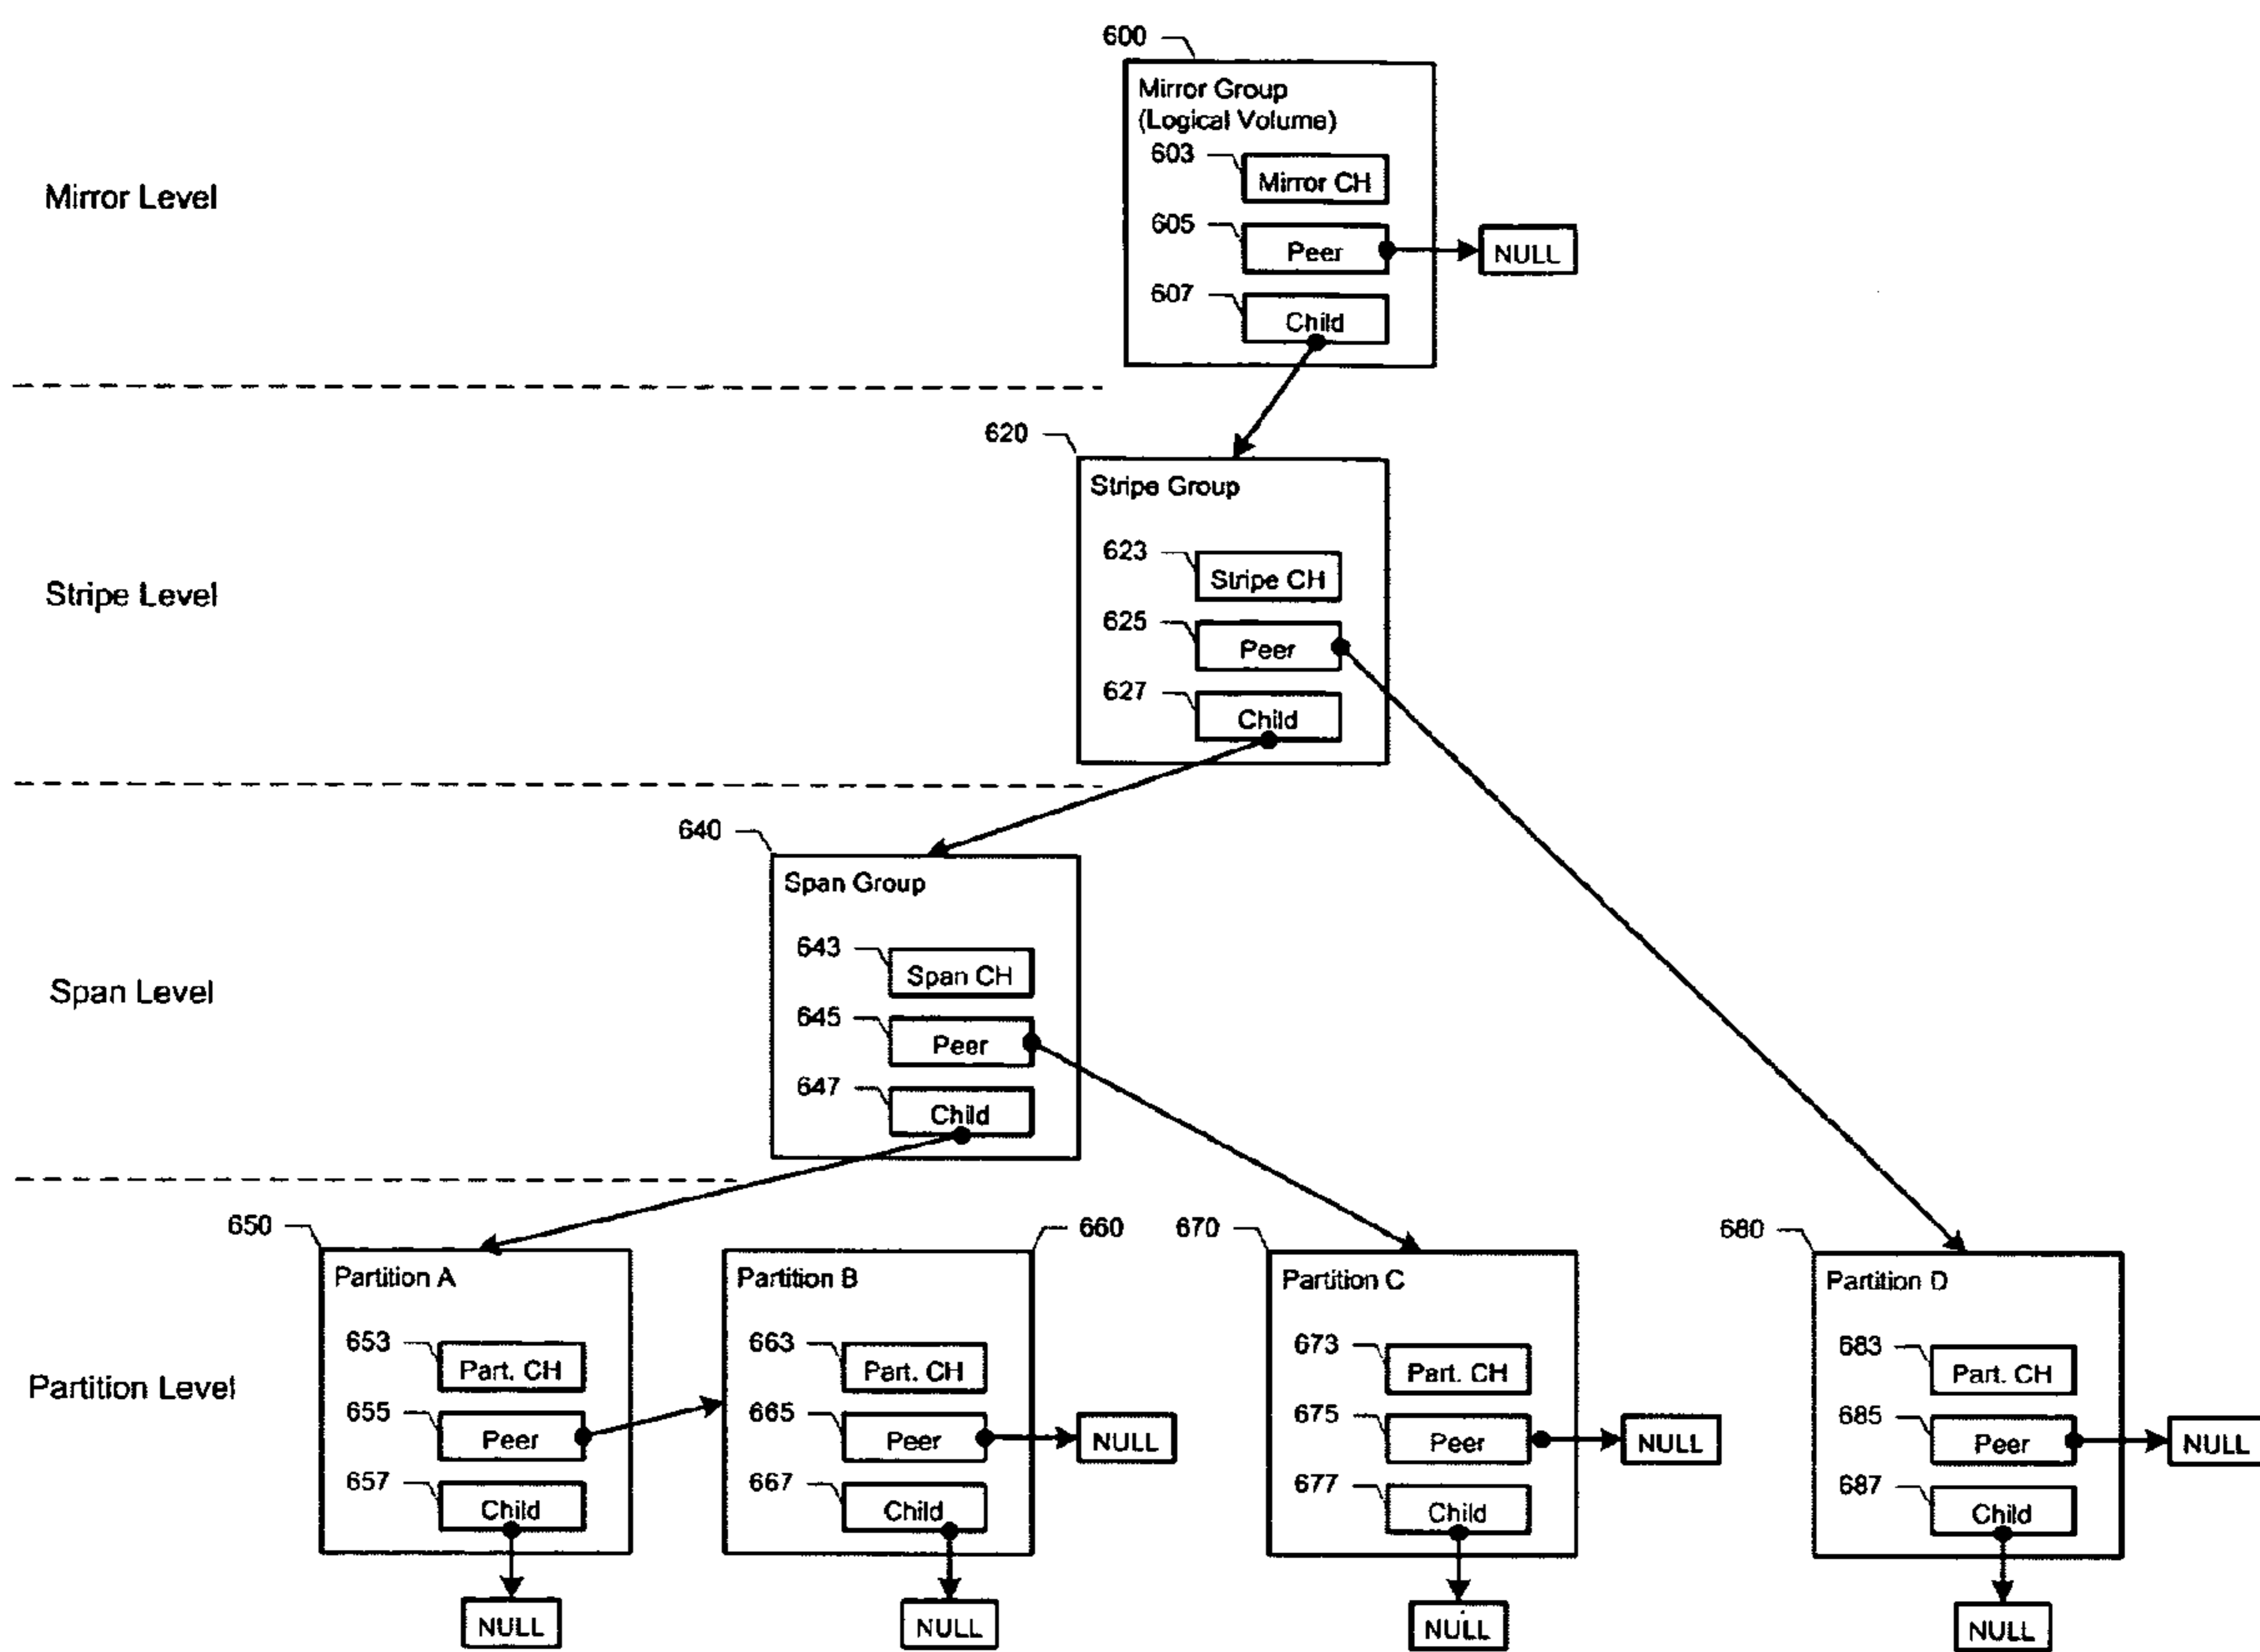 600
Mirror Group
(Logical Volume)
603
Mirror CH
Mirror Level
605
Peer
NULL
607
Child
620
Stripe Group
623
Stripe CH
Stripe Level
625
Peer
627
Child
640
Span Group
643
Span CH
Span Level
645
Peer
647
Child
650
660
670
680
Partition A
Partition B
Partition C
Partition D
653
Part. CH
663
Part. CH
673
Part. CH
683
Part. CH
Partition Level
655
Peer
665
Peer
NULL
675
Peer
NULL
685
Peer
NULL
657
Child
667
Child
677
Child
687
Child
NULL
NULL
NULL
NULL